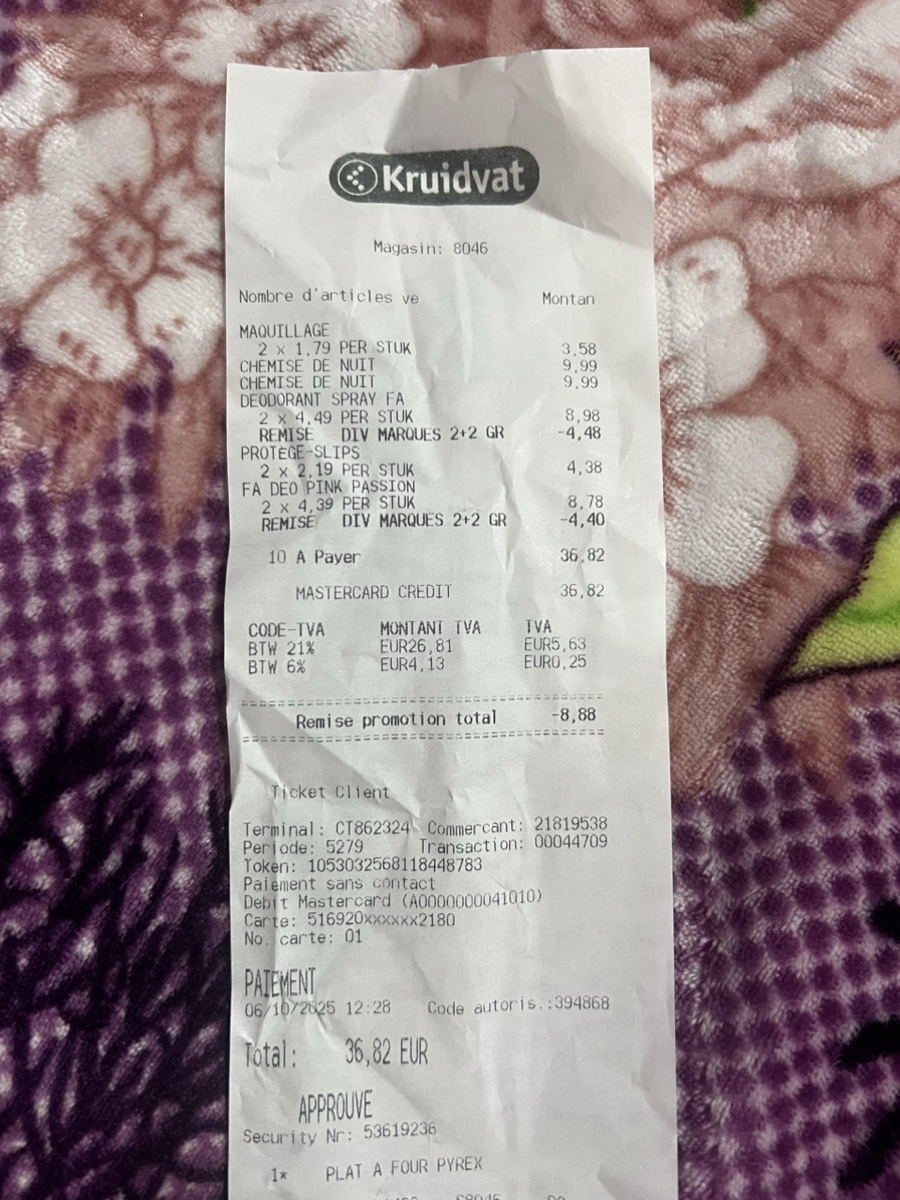 Kruidvat
Magasin: 8046
Nombre d'articles ve Montan
MAQUILLAGE
2 x 1,79 PER STUK 3,58
CHEMISE DE NUIT 9,99
CHEMISE DE NUIT 9,99
DEODORANT SPRAY FA
2 x 4,49 PER STUK 8,98
REMISE DIV MARQUES 2+2 GR -4,48
PROTEGE-SLIPS
2 x 2,19 PER STUK 4,38
FA DEO PINK PASSION
2 x 4,39 PER STUK 8,78
REMISE DIV MARQUES 2+2 GR -4,40
10 A Payer 36,82
MASTERCARD CREDIT 36,82
CODE-TVA MONTANT TVA TVA
BTW 21% EUR26,81 EUR5,63
BTW 6% EUR4,13 EUR0,25
Remise promotion total -8,88
Ticket Client
Terminal: CT862324 Commercant: 21819538
Periode: 5279 Transaction: 00044709
Token: 1053032568118448783
Paiement sans contact
Debit Mastercard (A0000000041010)
Carte: 516920xxxxxx2180
No. carte: 01
PAIEMENT
06/10/2025 12:28 Code autoris.:394868
Total: 36,82 EUR
APPROUVE
Security Nr: 53619236
1* PLAT A FOUR PYREX